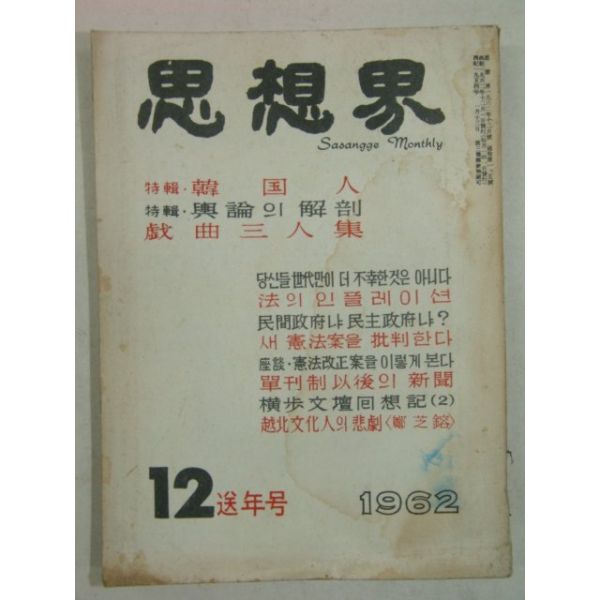 思想界
Sasangge Monthly
特輯·韓国人
特輯·輿論의 解剖
戱曲三人集
당신들 世代만이 더 不幸한것은 아니다
法의 인플레이션
民間政府냐 民主政府냐?
새 憲法案을 批判한다
座談·憲法改正案을 이렇게 본다
單刊制以後의 新聞
橫步文壇回想記(2)
越北文化人의 悲劇〈鄭芝鎔〉
12送年号
1962